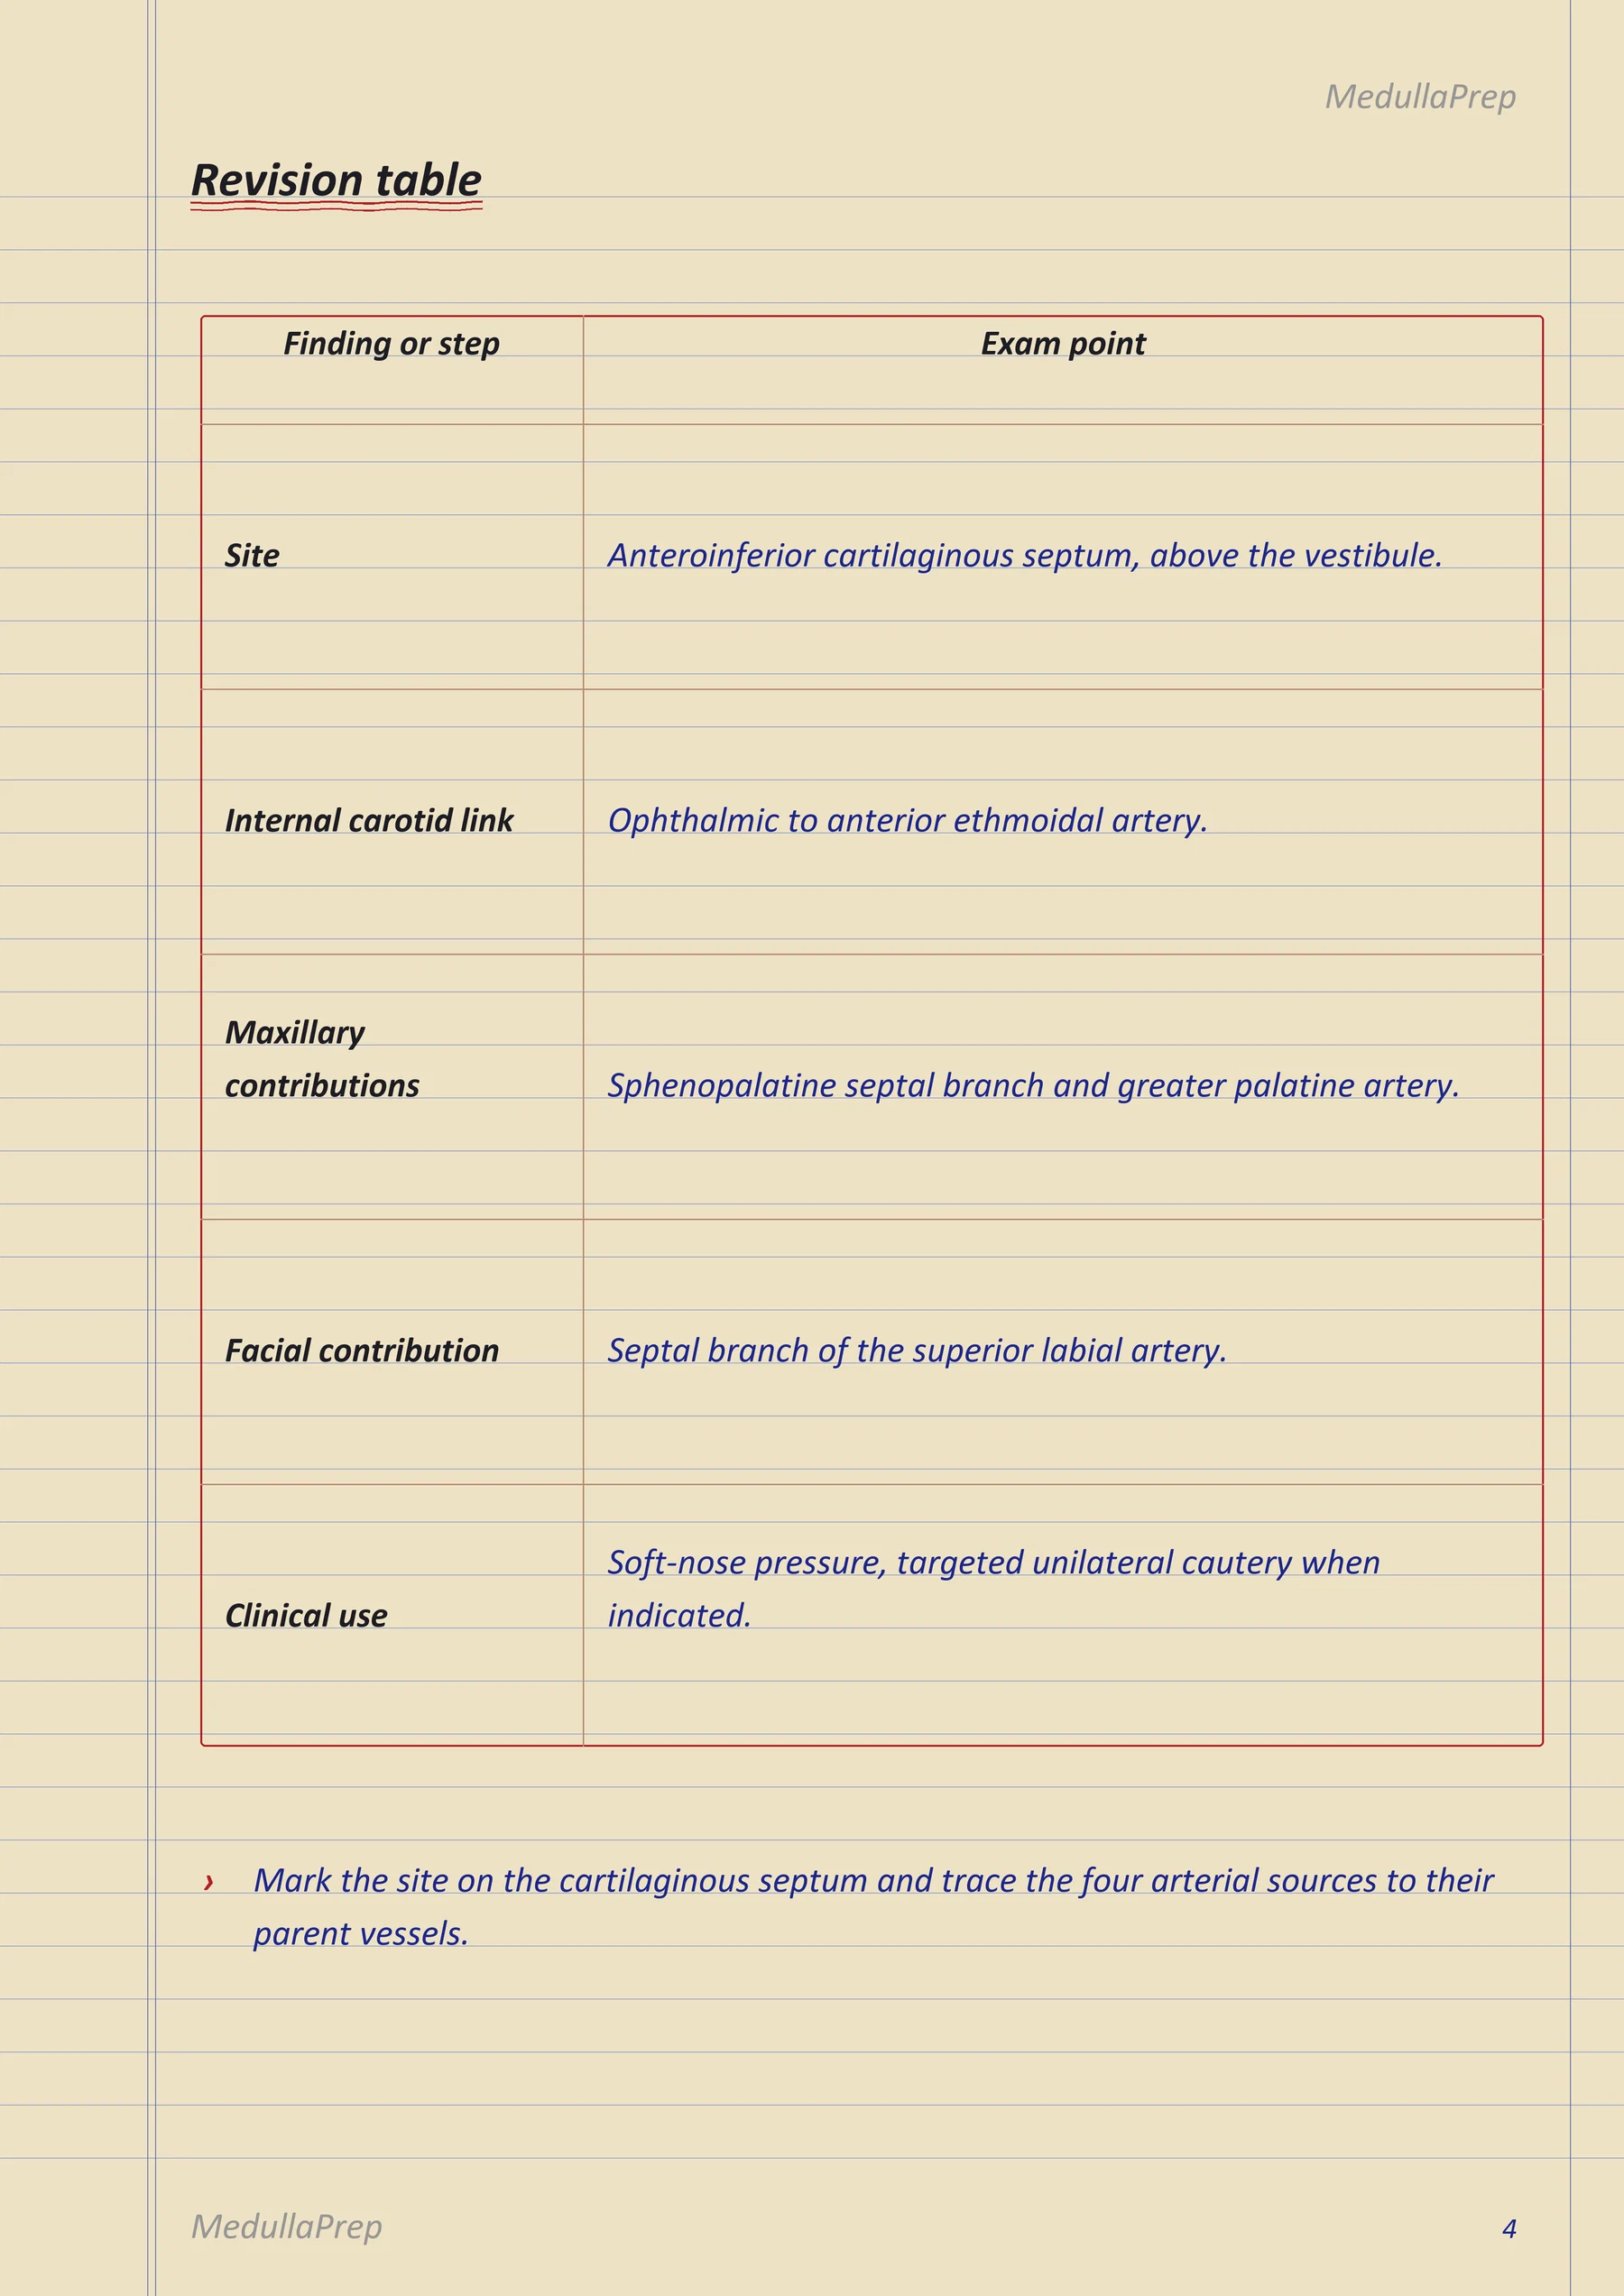 MedullaPrep
Revision table
Finding or step
Exam point
Site
Anteroinferior cartilaginous septum, above the vestibule.
Internal carotid link
Ophthalmic to anterior ethmoidal artery.
Maxillary
contributions
Sphenopalatine septal branch and greater palatine artery.
Facial contribution
Septal branch of the superior labial artery.
Clinical use
Soft-nose pressure, targeted unilateral cautery when
indicated.
› Mark the site on the cartilaginous septum and trace the four arterial sources to their
parent vessels.
MedullaPrep
4